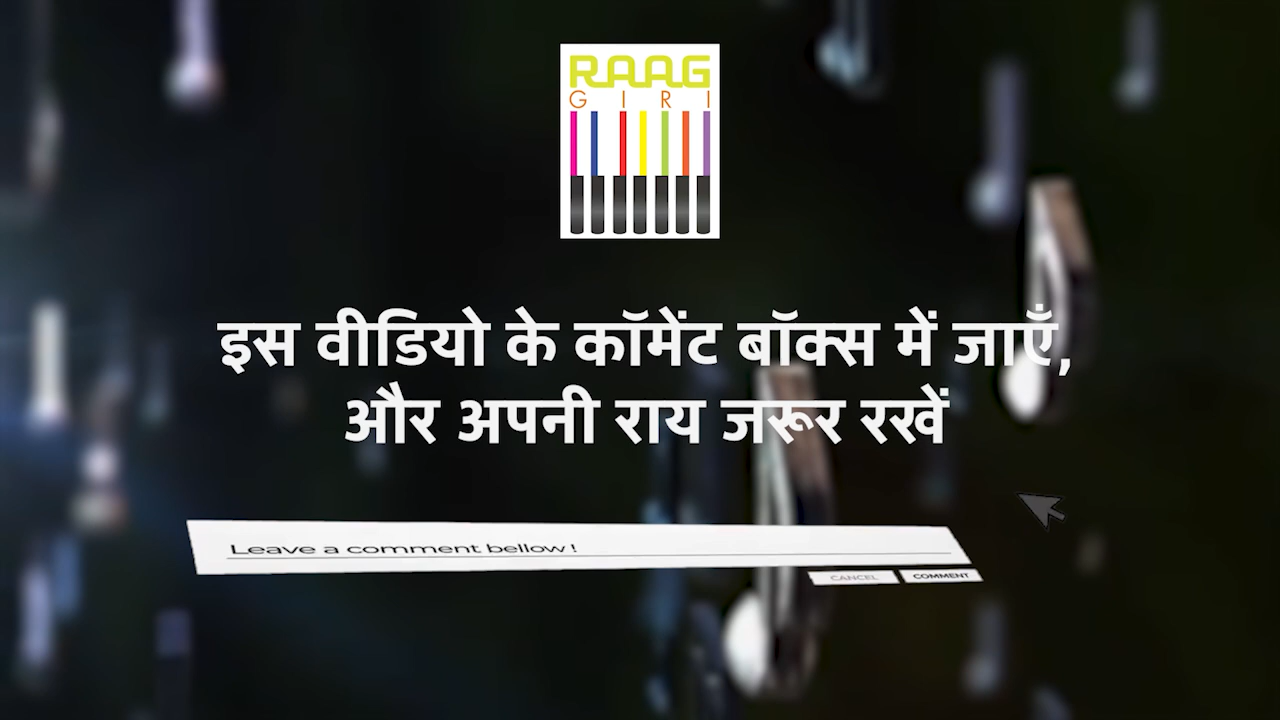 RAAG
GIRI
इस वीडियो के कॉमेंट बॉक्स में जाएँ,
और अपनी राय जरूर रखें
Leave a comment bellow !
CANCEL COMMENT